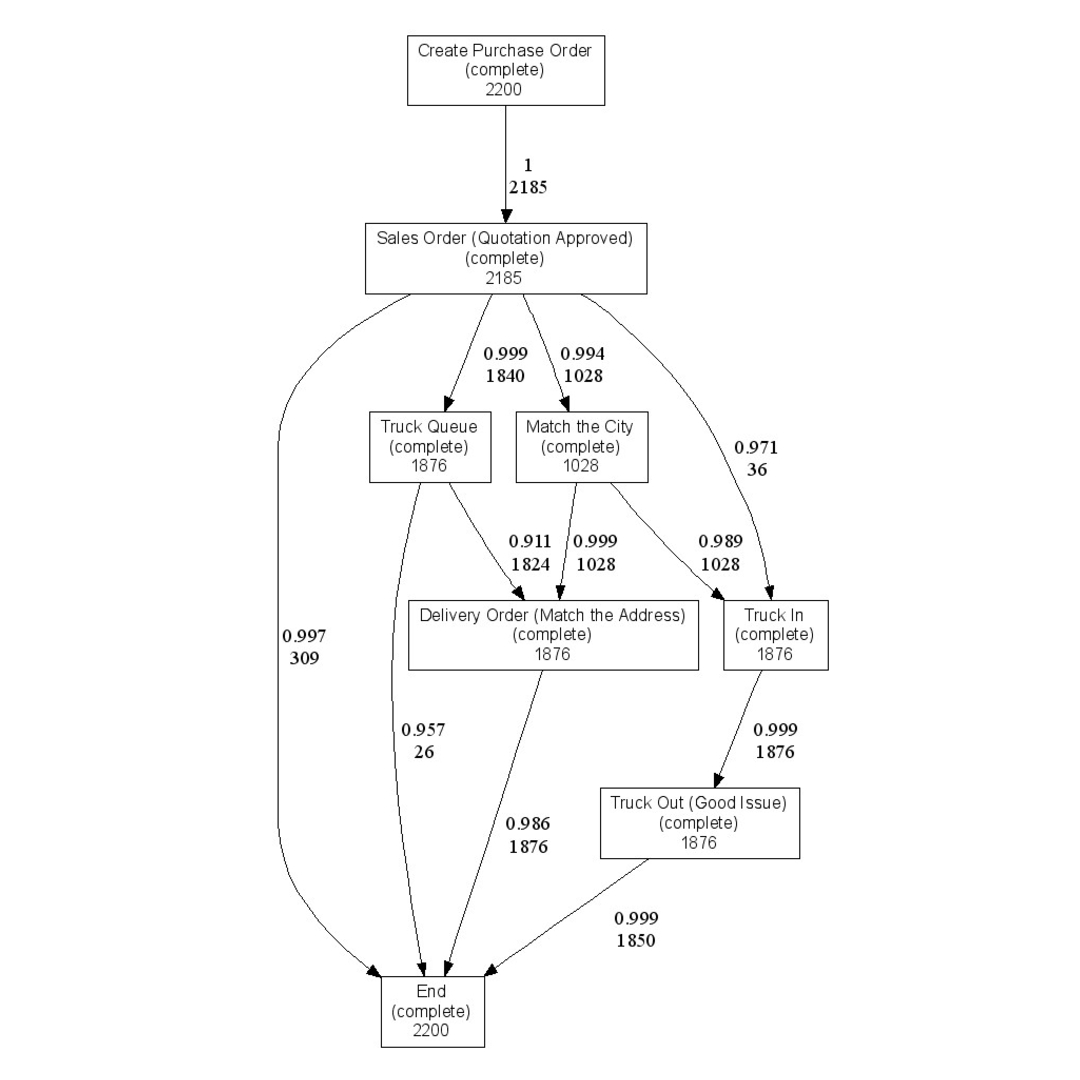 Create Purchase Order
(complete)
2200
1
2185
Sales Order (Quotation Approved)
(complete)
2185
0.999
1840
0.994
1028
Truck Queue
(complete)
1876
Match the City
(complete)
1028
0.971
36
0.911
1824
0.999
1028
0.989
1028
Delivery Order (Match the Address)
(complete)
1876
Truck In
(complete)
1876
0.997
309
0.957
26
0.999
1876
Truck Out (Good Issue)
(complete)
1876
0.986
1876
0.999
1850
End
(complete)
2200